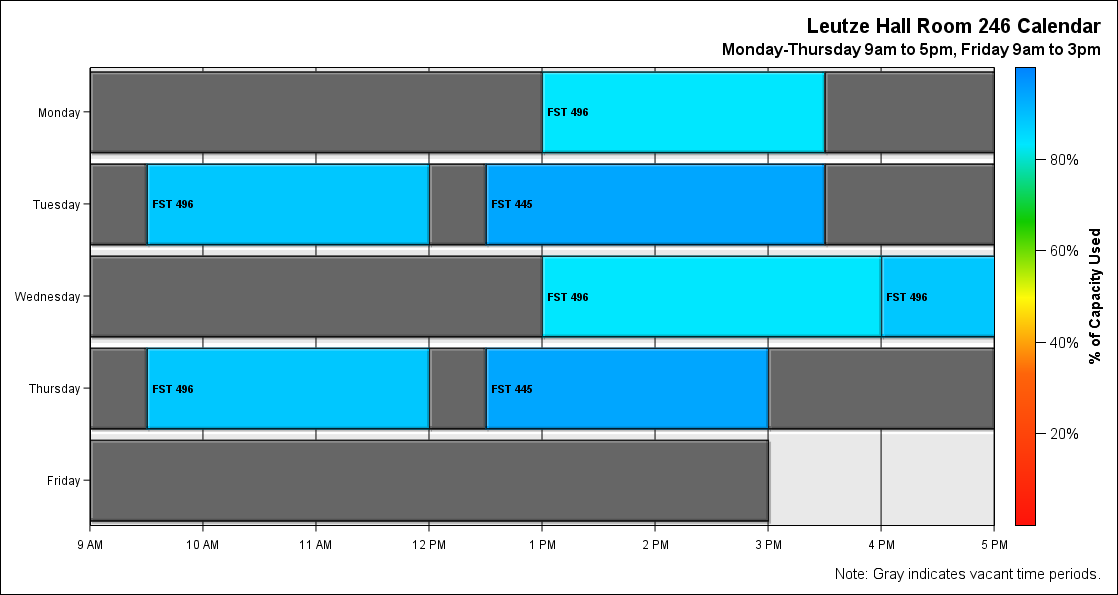 Leutze Hall Room 246 Calendar
Monday-Thursday 9am to 5pm, Friday 9am to 3pm
Monday
FST 496
Tuesday
FST 496
FST 445
Wednesday
FST 496
FST 496
Thursday
FST 496
FST 445
Friday
9 AM
10 AM
11 AM
12 PM
1 PM
2 PM
3 PM
4 PM
5 PM
80%
60%
40%
20%
% of Capacity Used
Note: Gray indicates vacant time periods.